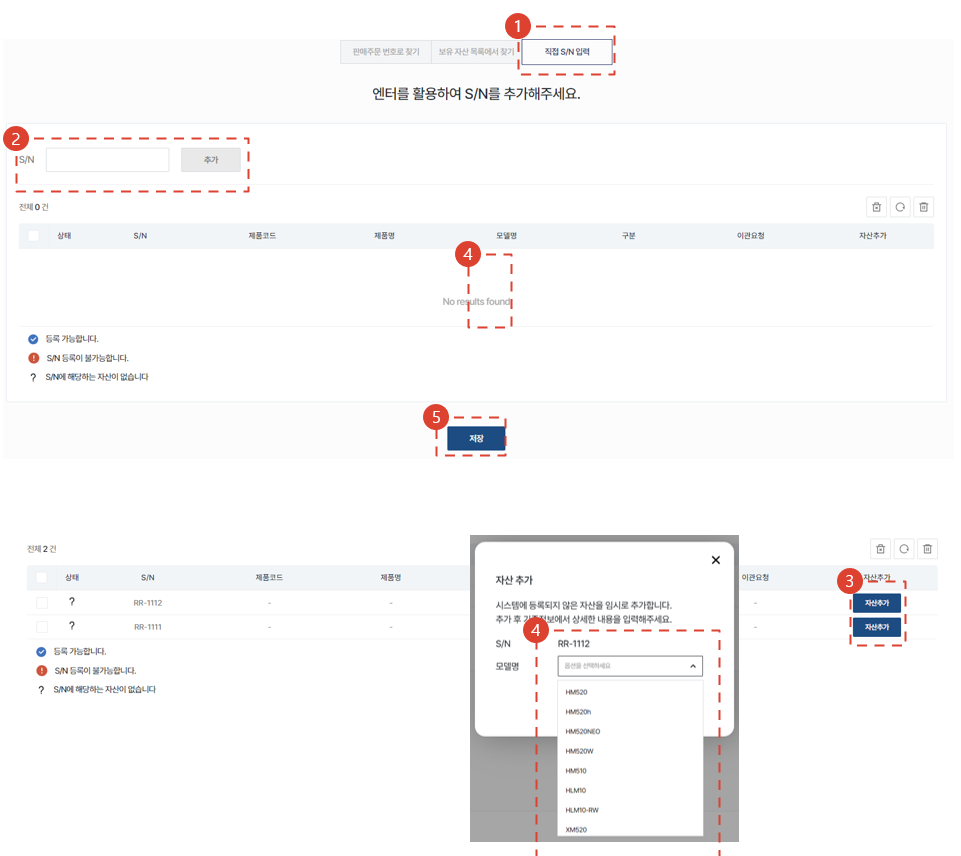 1
판매주문 번호로 찾기 보유 자산 목록에서 찾기 직접 S/N 입력
엔터를 활용하여 S/N를 추가해주세요.
2
S/N 추가
전체 0 건
상태 S/N 제품코드 제품명 모델명 구분 이관요청 자산추가
4
No results found
등록 가능합니다.
! S/N 등록이 불가능합니다.
? S/N에 해당하는 자산이 없습니다
5
저장
전체 2 건
상태 S/N 제품코드 제품명 이관요청 자산추가
3
? RR-1112 - - - 자산추가
? RR-1111 - - - 자산추가
등록 가능합니다.
! S/N 등록이 불가능합니다.
? S/N에 해당하는 자산이 없습니다
자산 추가
시스템에 등록되지 않은 자산을 임시로 추가합니다.
추가 후 기준정보에서 상세한 내용을 입력해주세요.
4
S/N RR-1112
모델명 옵션을 선택하세요
HM520
HM520h
HM520NEO
HM520W
HM510
HLM10
HLM10-RW
XM520